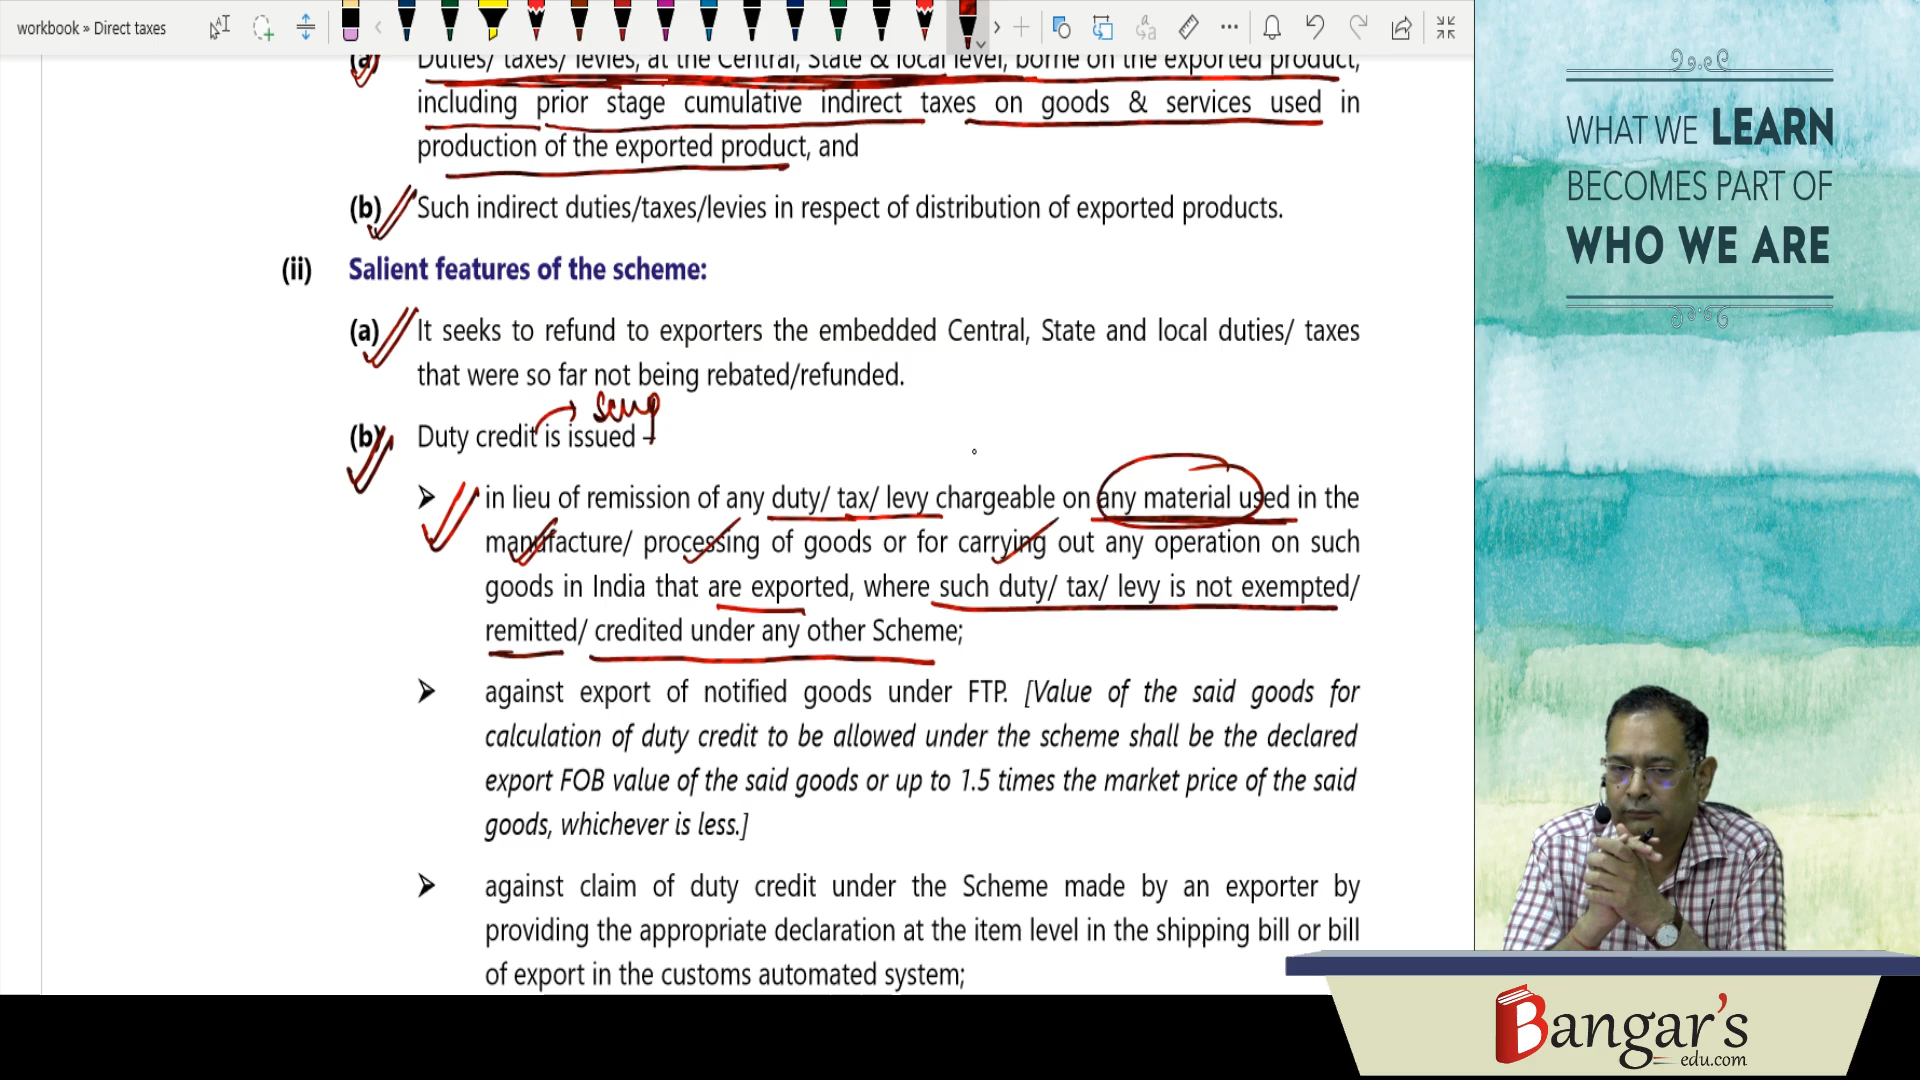 workbook » Direct taxes
(a) Duties/ taxes/ levies, at the Central, State & local level, borne on the exported product,
including prior stage cumulative indirect taxes on goods & services used in
production of the exported product, and
(b) Such indirect duties/taxes/levies in respect of distribution of exported products.
(ii) Salient features of the scheme:
(a) It seeks to refund to exporters the embedded Central, State and local duties/ taxes
that were so far not being rebated/refunded.
(b) Duty credit is issued -
➤ in lieu of remission of any duty/ tax/ levy chargeable on any material used in the
manufacture/ processing of goods or for carrying out any operation on such
goods in India that are exported, where such duty/ tax/ levy is not exempted/
remitted/ credited under any other Scheme;
➤ against export of notified goods under FTP. [Value of the said goods for
calculation of duty credit to be allowed under the scheme shall be the declared
export FOB value of the said goods or up to 1.5 times the market price of the said
goods, whichever is less.]
➤ against claim of duty credit under the Scheme made by an exporter by
providing the appropriate declaration at the item level in the shipping bill or bill
of export in the customs automated system;
WHAT WE LEARN
BECOMES PART OF
WHO WE ARE
Bangar's
edu.com